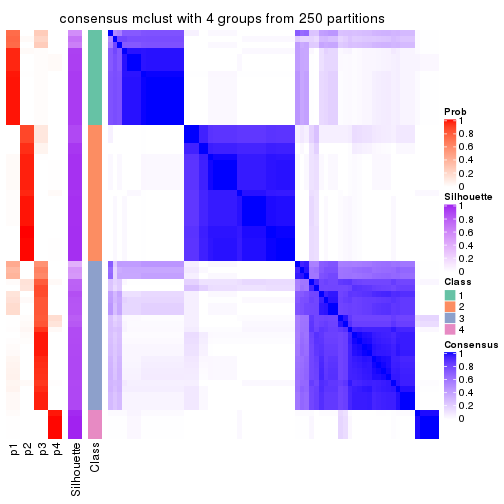 consensus mclust with 4 groups from 250 partitions
Prob
1
0.8
0.6
0.4
0.2
0
Silhouette
1
0.8
0.6
0.4
0.2
0
Class
1
2
3
4
Consensus
1
0.8
0.6
0.4
0.2
0
p1
p2
p3
p4
Silhouette
Class